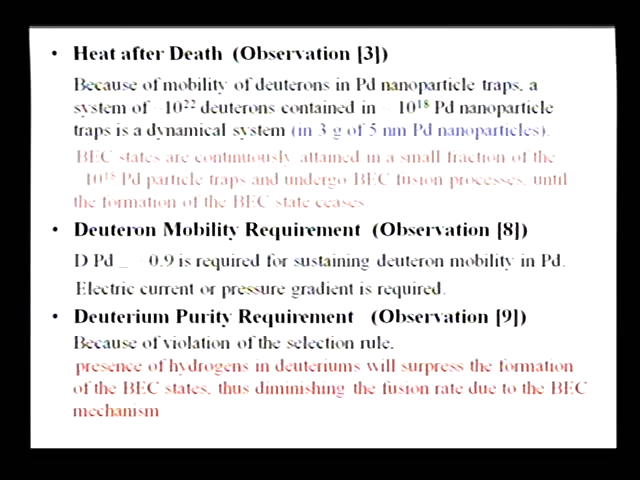 • Heat after Death (Observation [3])
Because of mobility of deuterons in Pd nanoparticle traps, a
system of ~10²² deuterons contained in ~ 10¹⁸ Pd nanoparticle
traps is a dynamical system (in 3 g of 5 nm Pd nanoparticles).
BEC states are continuously attained in a small fraction of the
10¹⁸ Pd particle traps and undergo BEC fusion processes, until
the formation of the BEC state ceases
• Deuteron Mobility Requirement (Observation [8])
D Pd _ 0.9 is required for sustaining deuteron mobility in Pd.
Electric current or pressure gradient is required.
• Deuterium Purity Requirement (Observation [9])
Because of violation of the selection rule,
presence of hydrogens in deuteriums will surpress the formation
of the BEC states, thus diminishing the fusion rate due to the BEC
mechanism